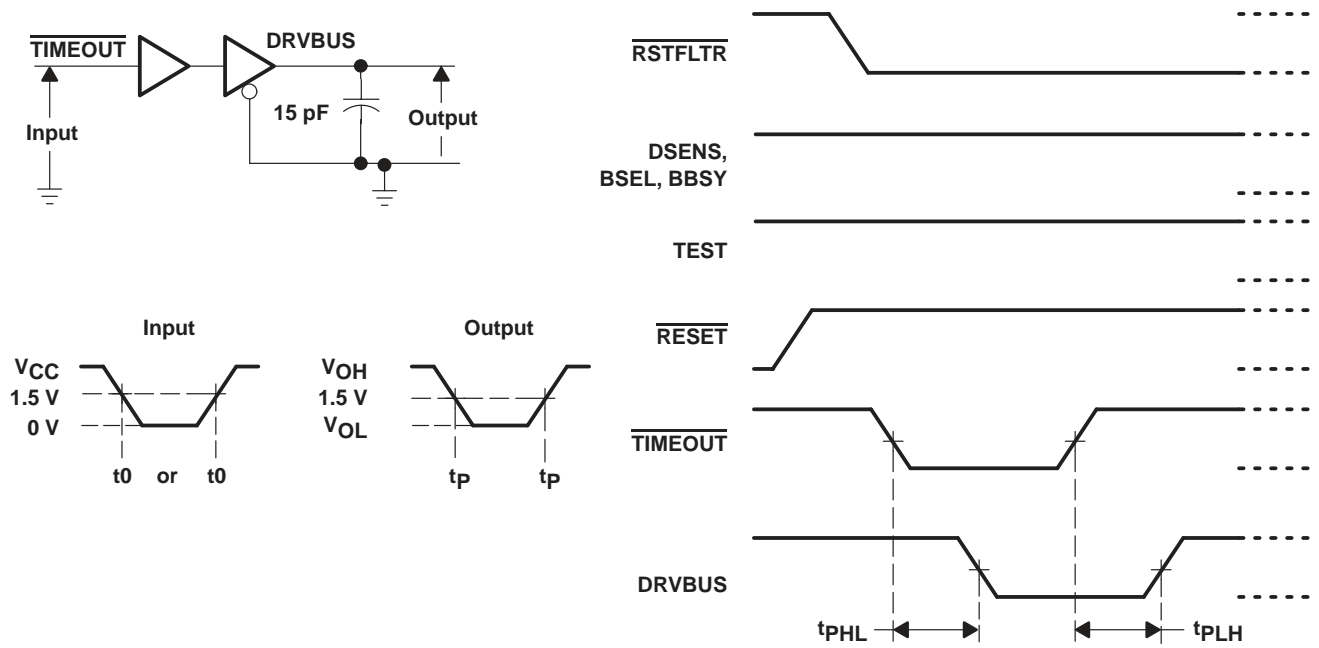 TIMEOUT
DRVBUS
15 pF
Input
Output
Input
Output
VCC
1.5 V
0 V
t0 or t0
VOH
1.5 V
VOL
tP tP
RSTFLTR
DSENS,
BSEL, BBSY
TEST
RESET
TIMEOUT
DRVBUS
tPHL
tPLH